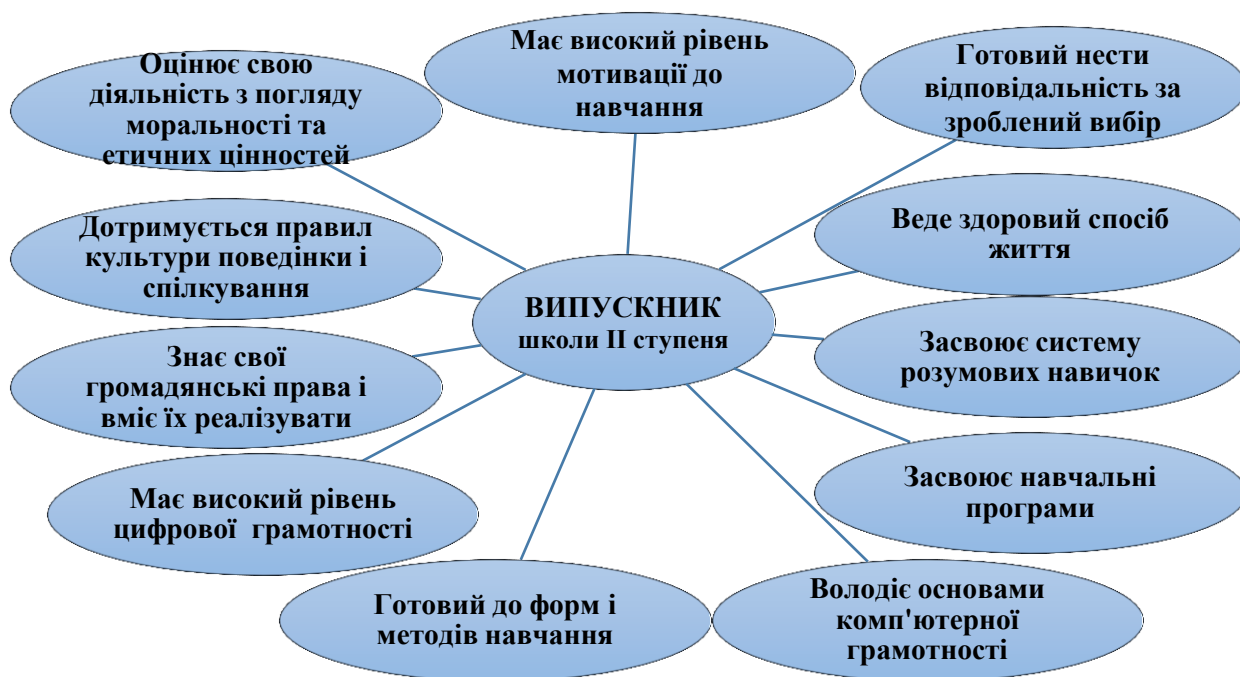 Має високий рівень
мотивації до
навчання
Готовий нести
відповідальність за
зроблений вибір
Веде здоровий спосіб
життя
Засвоює систему
розумових навичок
Засвоює навчальні
програми
Володіє основами
комп'ютерної
грамотності
Готовий до форм і
методів навчання
Має високий рівень
цифрової грамотності
Знає свої
громадянські права і
вміє їх реалізувати
Дотримується правил
культури поведінки і
спілкування
Оцінює свою
діяльність з погляду
моральності та
етичних цінностей
ВИПУСКНИК
школи ІІ ступеня